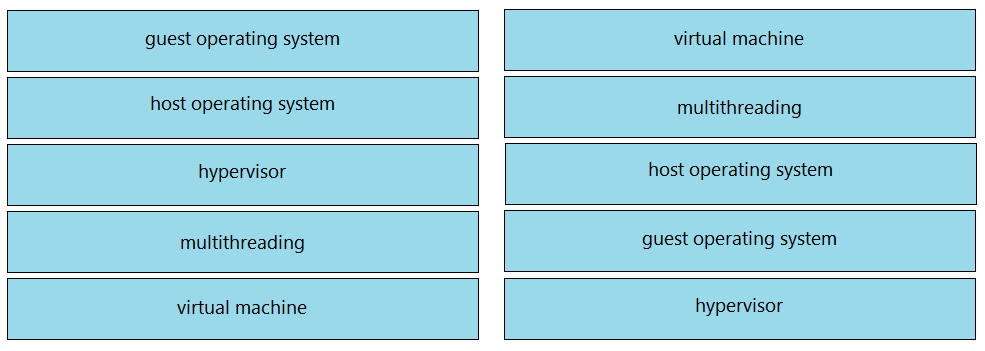 guest operating system
host operating system
hypervisor
multithreading
virtual machine
virtual machine
multithreading
host operating system
guest operating system
hypervisor